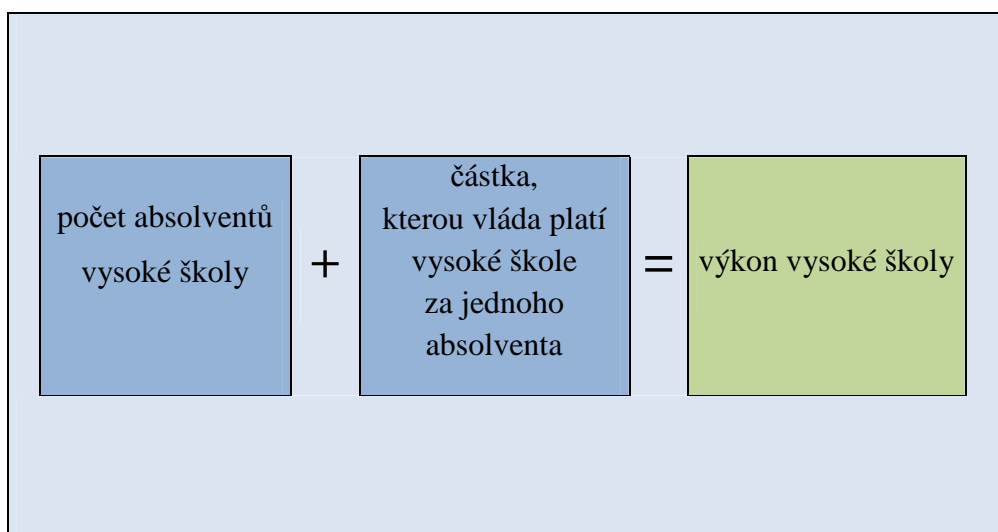 počet absolventů
vysoké školy
+
částka,
kterou vláda platí
vysoké škole
za jednoho
absolventa
=
výkon vysoké školy